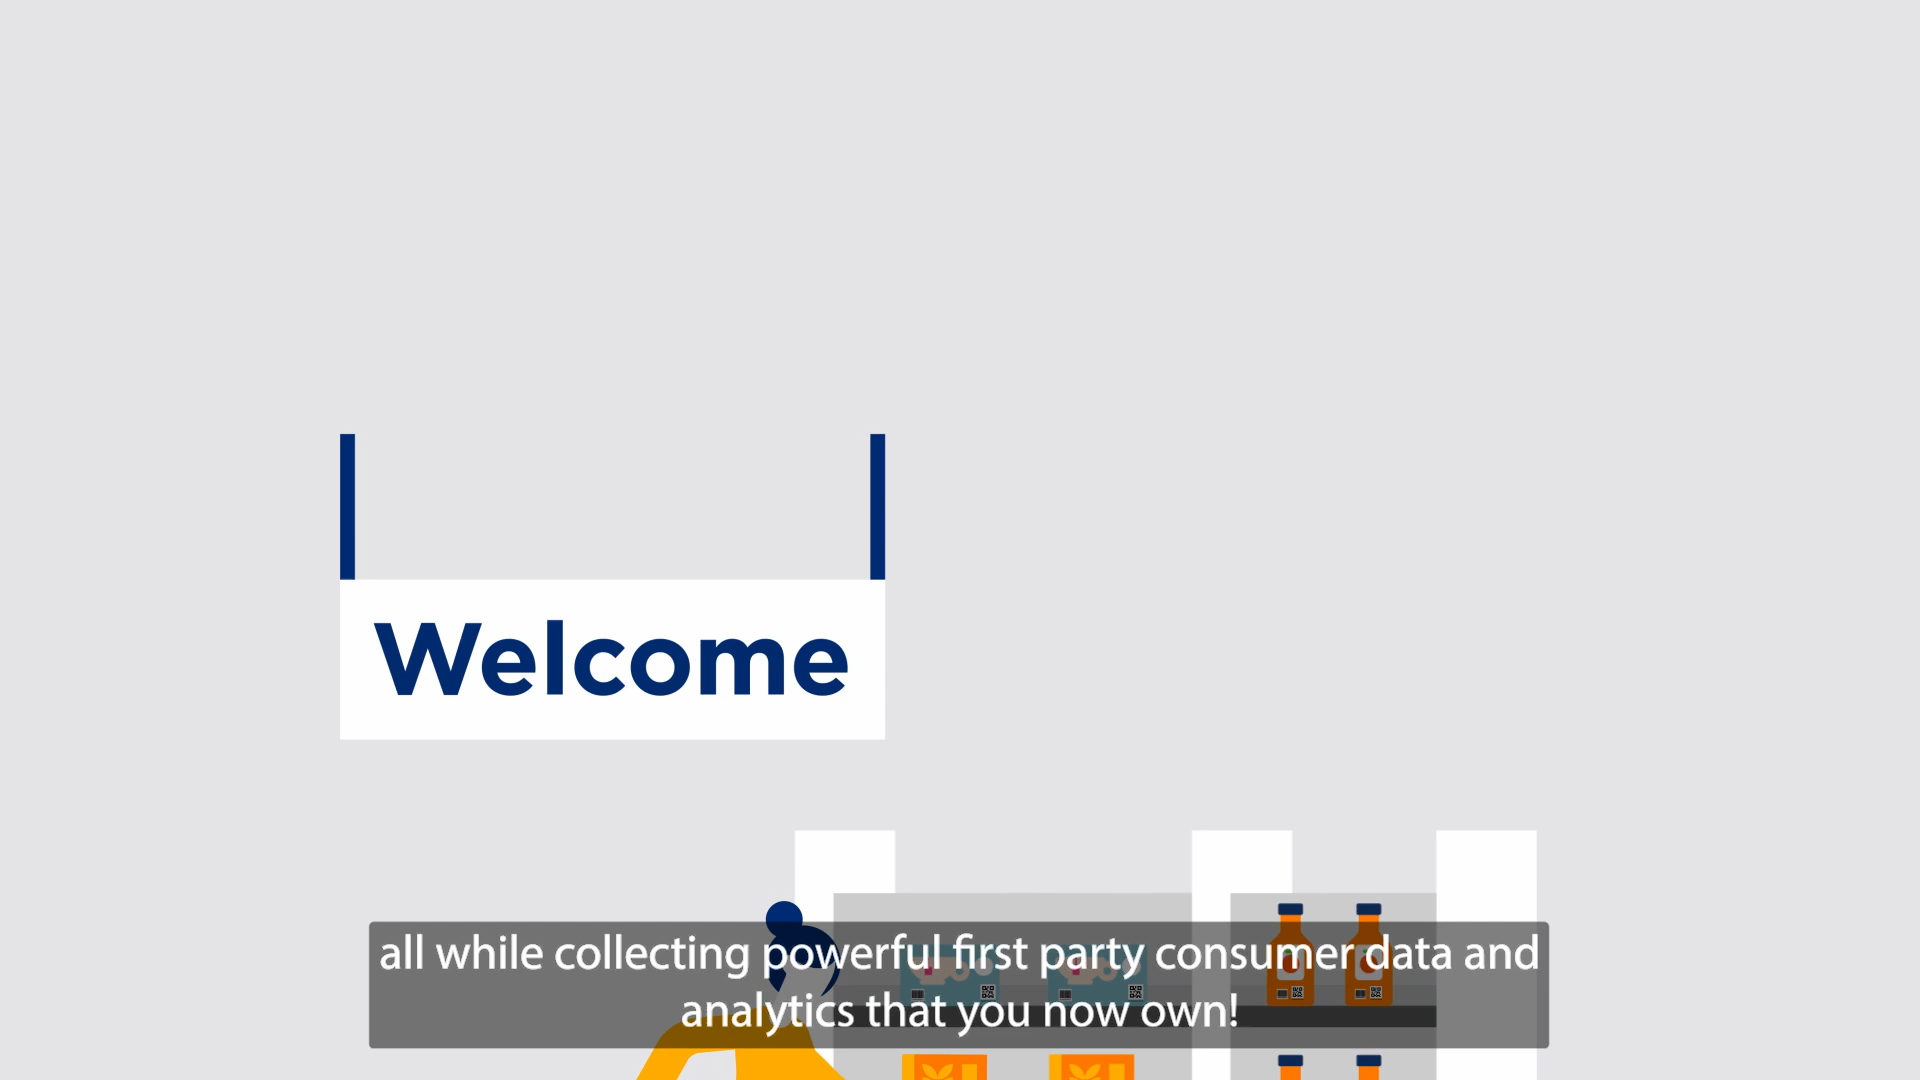 Welcome
all while collecting powerful first party consumer data and
analytics that you now own!